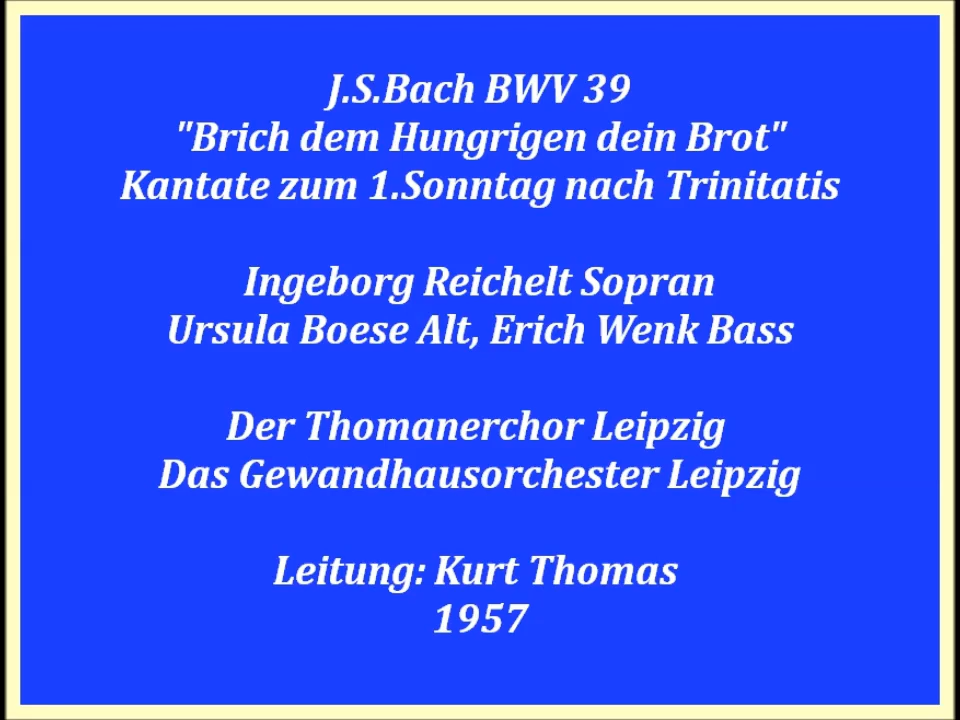 J.S.Bach BWV 39
"Brich dem Hungrigen dein Brot"
Kantate zum 1.Sonntag nach Trinitatis
Ingeborg Reichelt Sopran
Ursula Boese Alt, Erich Wenk Bass
Der Thomanerchor Leipzig
Das Gewandhausorchester Leipzig
Leitung: Kurt Thomas
1957